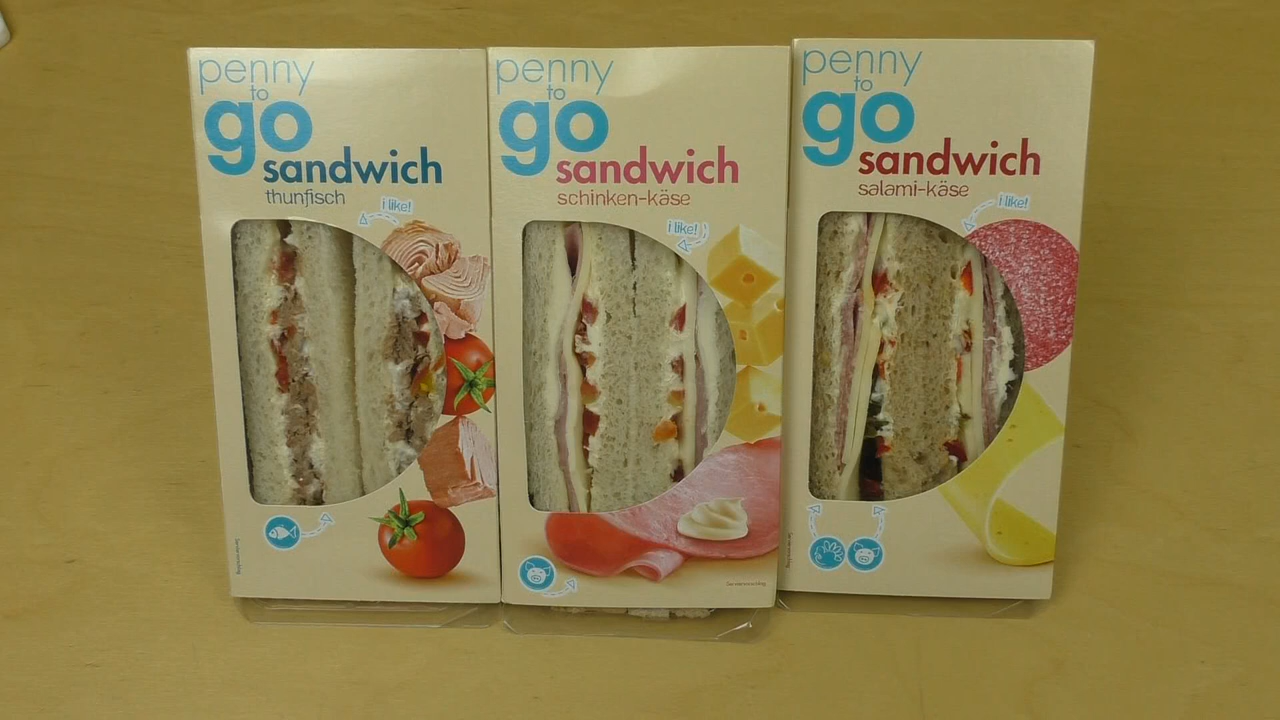 penny
to
go
sandwich
thunfisch
i like!
penny
to
go
sandwich
schinken-käse
i like!
Serviervorschlag
penny
to
go
sandwich
salami-käse
i like!